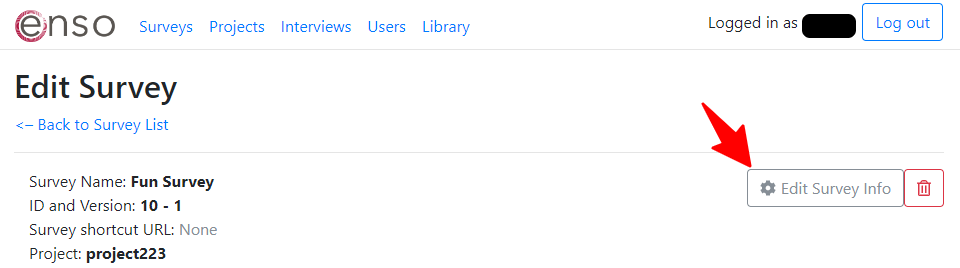 enso Surveys Projects Interviews Users Library Logged in as Log out
Edit Survey
<– Back to Survey List
Survey Name: Fun Survey
Edit Survey Info
ID and Version: 10 - 1
Survey shortcut URL: None
Project: project223